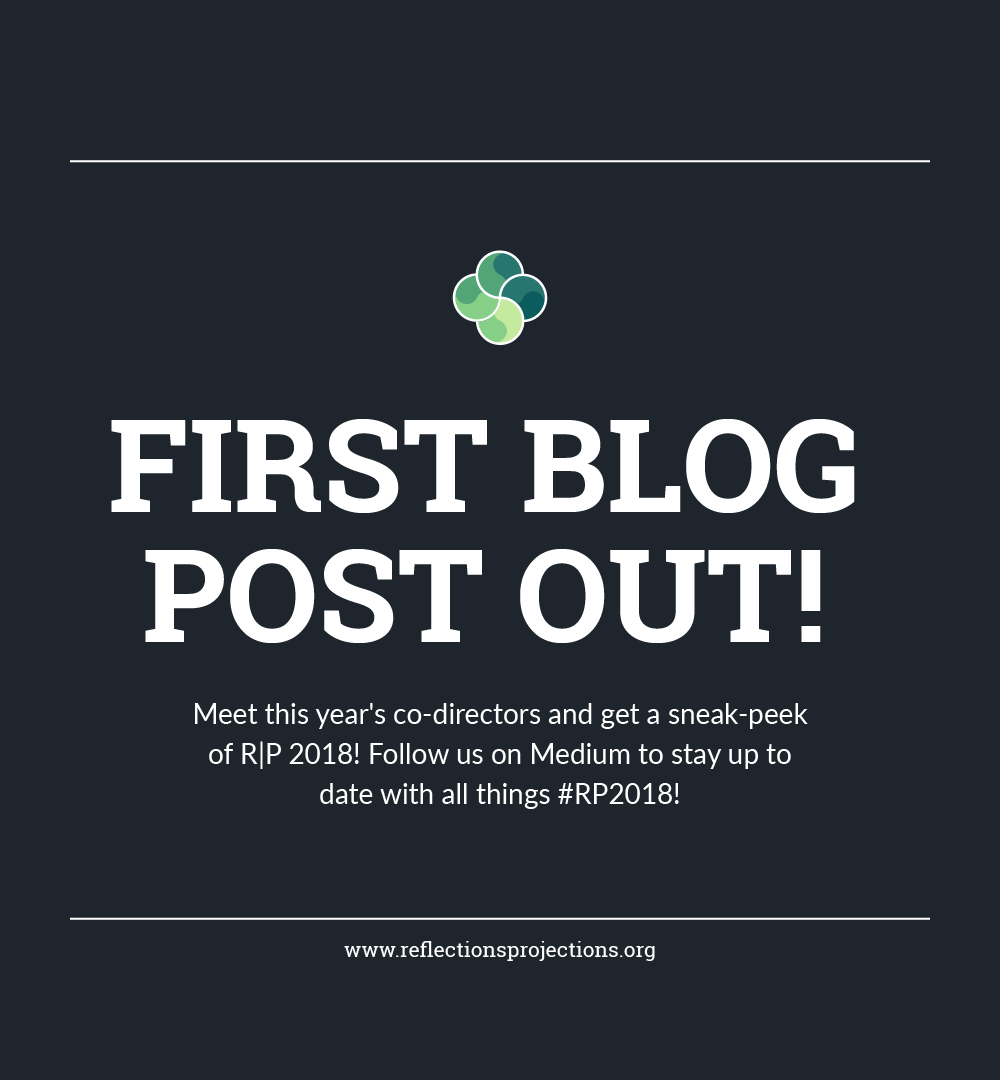 FIRST BLOG
POST OUT!
Meet this year's co-directors and get a sneak-peek
of R|P 2018! Follow us on Medium to stay up to
date with all things #RP2018!
www.reflectionsprojections.org